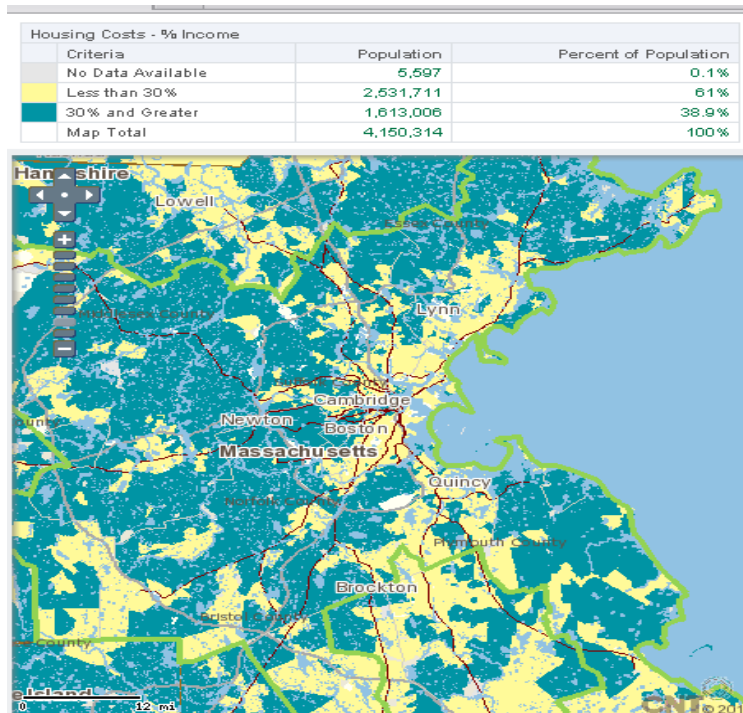 Housing Costs - % Income
Criteria Population Percent of Population
No Data Available 5,597 0.1%
Less than 30% 2,531,711 61%
30% and Greater 1,613,006 38.9%
Map Total 4,150,314 100%
Lowell
Essex County
Middlesex County
Lynn
Cambridge
Newton
Boston
Massachusetts
Quincy
Norfolk County
Plymouth County
Brockton
Bristol County
County
e Island
0 12 mi
© 201